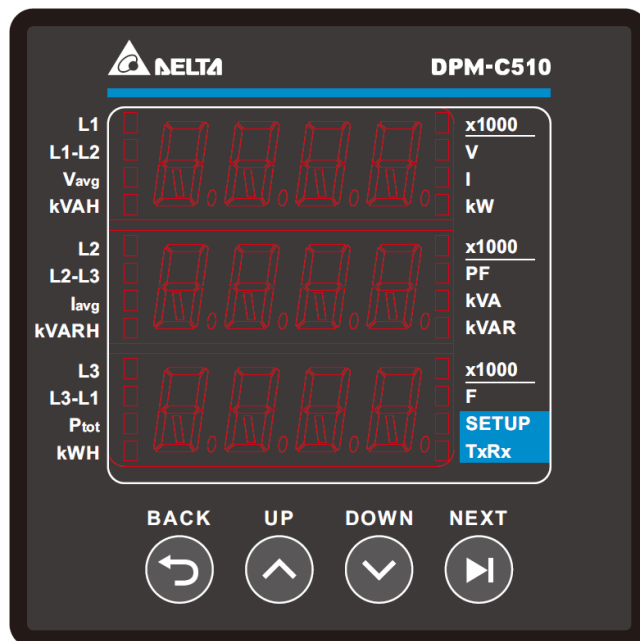 DELTA
DPM-C510
L1
L1-L2
Vavg
kVAH
x1000
V
I
kW
L2
L2-L3
Iavg
kVARH
x1000
PF
kVA
kVAR
L3
L3-L1
Ptot
kWH
x1000
F
SETUP
TxRx
BACK UP DOWN NEXT